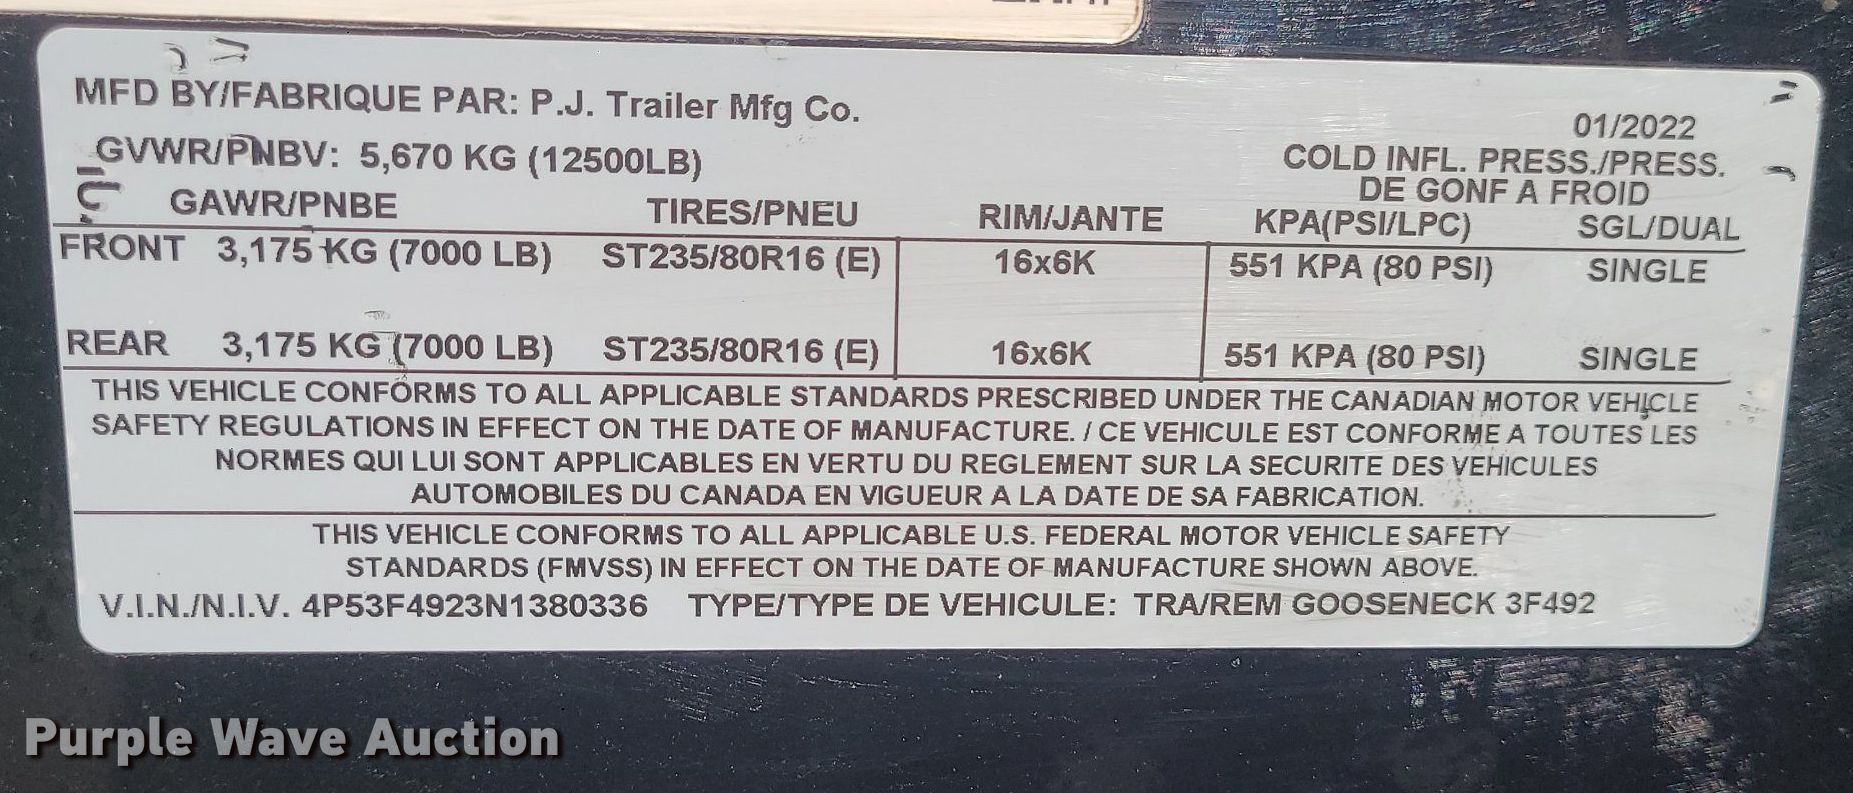 MFD BY/FABRIQUE PAR: P.J. Trailer Mfg Co.
01/2022
GVWR/PNBV: 5,670 KG (12500LB)
COLD INFL. PRESS./PRESS.
DE GONF A FROID
GAWR/PNBE TIRES/PNEU RIM/JANTE KPA(PSI/LPC) SGL/DUAL
FRONT 3,175 KG (7000 LB) ST235/80R16 (E) 16x6K 551 KPA (80 PSI) SINGLE
REAR 3,175 KG (7000 LB) ST235/80R16 (E) 16x6K 551 KPA (80 PSI) SINGLE
THIS VEHICLE CONFORMS TO ALL APPLICABLE STANDARDS PRESCRIBED UNDER THE CANADIAN MOTOR VEHICLE
SAFETY REGULATIONS IN EFFECT ON THE DATE OF MANUFACTURE. / CE VEHICULE EST CONFORME A TOUTES LES
NORMES QUI LUI SONT APPLICABLES EN VERTU DU REGLEMENT SUR LA SECURITE DES VEHICULES
AUTOMOBILES DU CANADA EN VIGUEUR A LA DATE DE SA FABRICATION.
THIS VEHICLE CONFORMS TO ALL APPLICABLE U.S. FEDERAL MOTOR VEHICLE SAFETY
STANDARDS (FMVSS) IN EFFECT ON THE DATE OF MANUFACTURE SHOWN ABOVE.
V.I.N./N.I.V. 4P53F4923N1380336 TYPE/TYPE DE VEHICULE: TRA/REM GOOSENECK 3F492
Purple Wave Auction